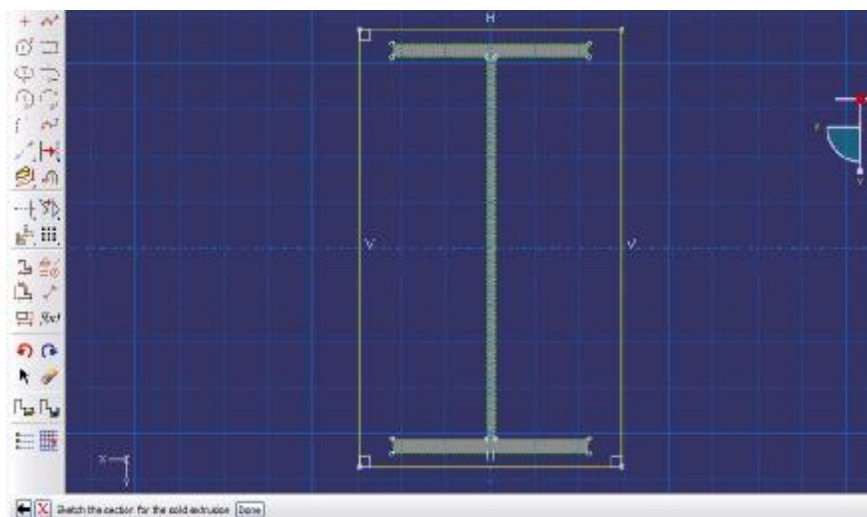 H
f(x)
Y
V
V
X
Y
Sketch the section for the solid extrusion Done